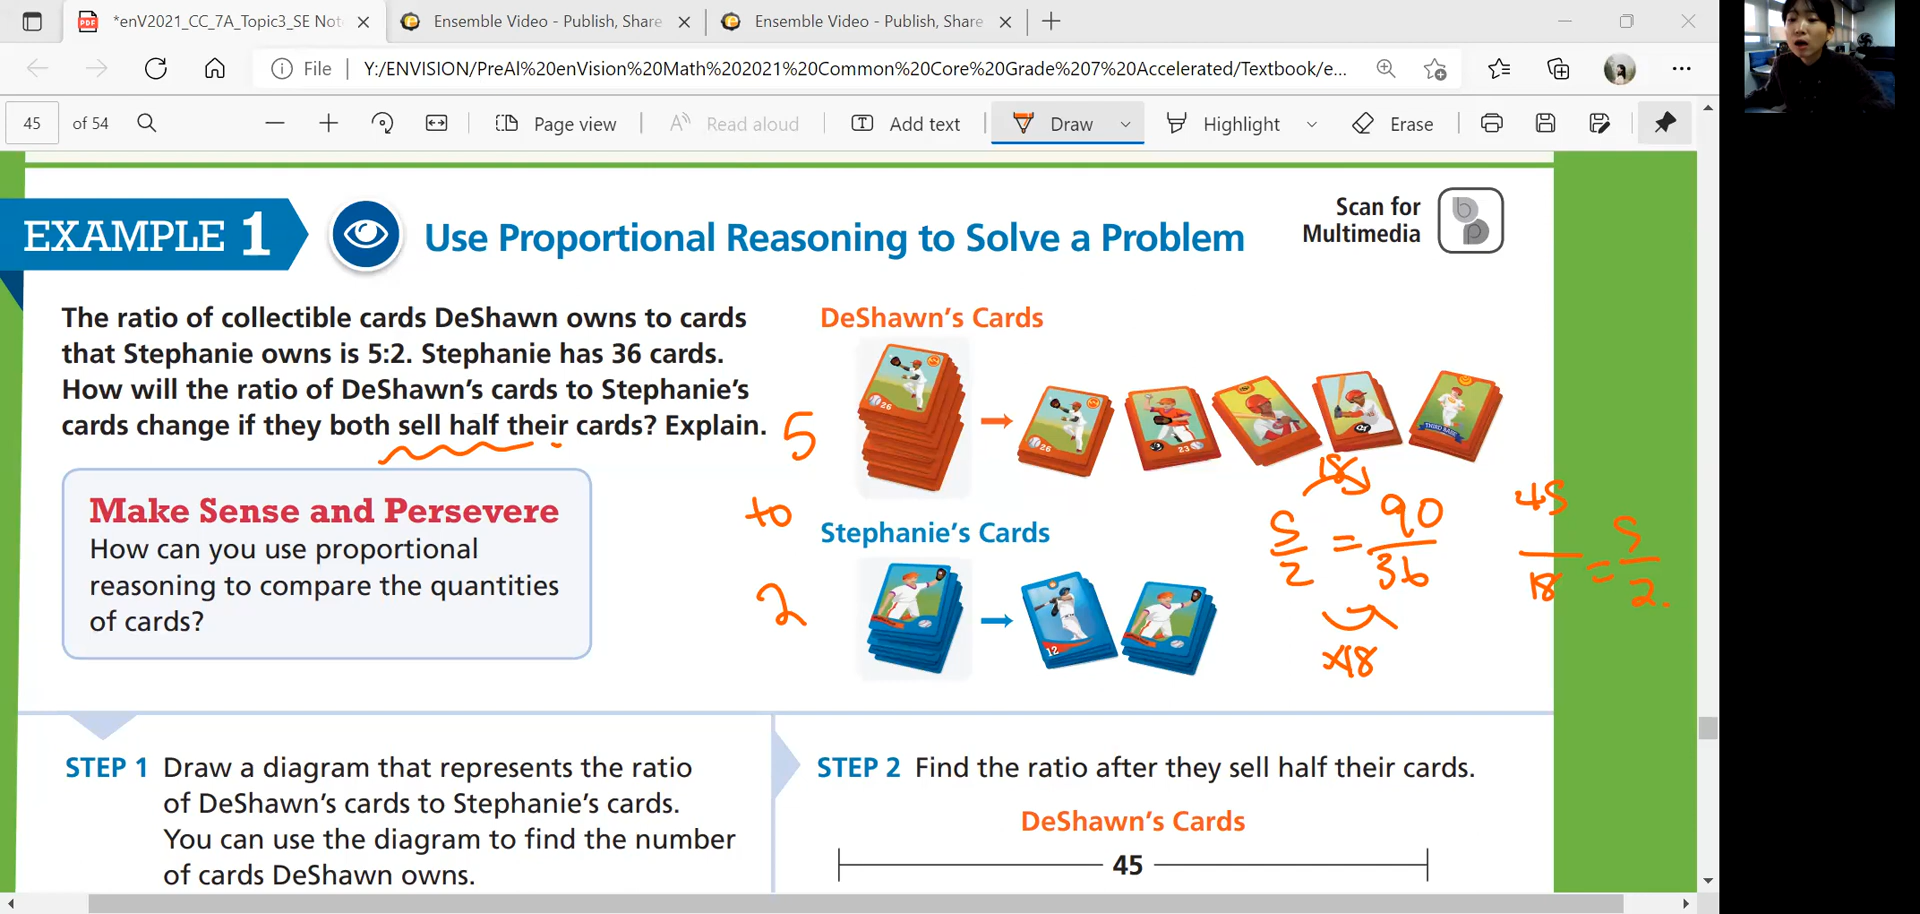 *enV2021_CC_7A_Topic3_SE Not
Ensemble Video - Publish, Share
Ensemble Video - Publish, Share
File
Y:/ENVISION/PreAl%20enVision%20Math%202021%20Common%20Core%20Grade%207%20Accelerated/Textbook/e...
45 of 54
Page view
Read aloud
Add text
Draw
Highlight
Erase
EXAMPLE 1
Use Proportional Reasoning to Solve a Problem
Scan for
Multimedia
The ratio of collectible cards DeShawn owns to cards
that Stephanie owns is 5:2. Stephanie has 36 cards.
How will the ratio of DeShawn's cards to Stephanie's
cards change if they both sell half their cards? Explain.
Make Sense and Persevere
How can you use proportional
reasoning to compare the quantities
of cards?
5
to
2
DeShawn's Cards
26
26
23
THIRD BASE
Stephanie's Cards
12
18
5/2 = 90/36
x18
45/18 = 5/2.
STEP 1 Draw a diagram that represents the ratio
of DeShawn's cards to Stephanie's cards.
You can use the diagram to find the number
of cards DeShawn owns.
STEP 2 Find the ratio after they sell half their cards.
DeShawn's Cards
45